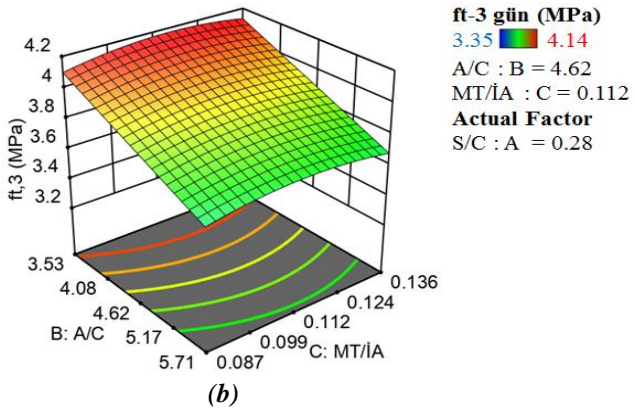 ft-3 gün (MPa)
3.35 4.14
A/C : B = 4.62
MT/İA : C = 0.112
Actual Factor
S/C : A = 0.28
4.2
4
3.8
3.6
3.4
3.2
ft,3 (MPa)
3.53
4.08
4.62
5.17
5.71
B: A/C
0.087
0.099
0.112
0.124
0.136
C: MT/İA
(b)